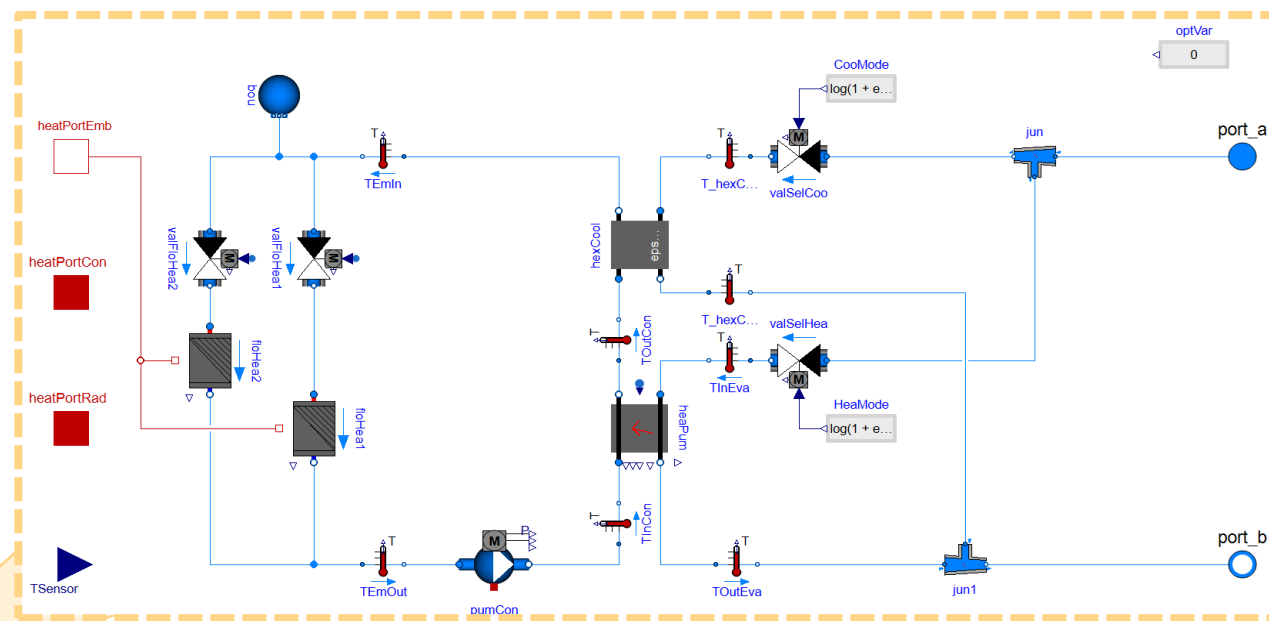 optVar
0
CooMode
log(1 + e...
bou
heatPortEmb
T
TEmIn
T
T_hexC...
M
valSelCoo
jun
port_a
valFloHea2
M
valFloHea1
M
hexCool
eps...
heatPortCon
T
T_hexC...
T
TOutCon
valSelHea
T
TInEva
M
floHea2
heatPortRad
floHea1
heaPum
HeaMode
log(1 + e...
T
TInCon
M
P
T
T
port_b
TSensor
TEmOut
pumCon
TOutEva
jun1